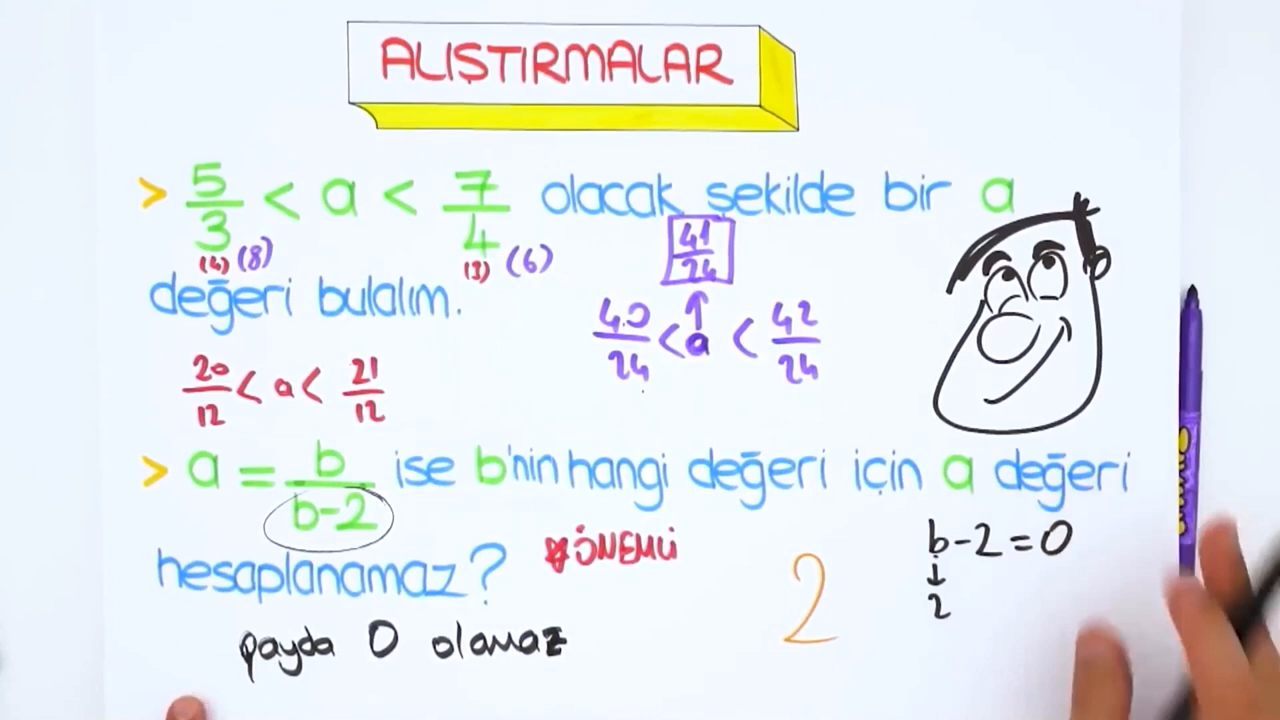 ALIŞTIRMALAR
> 5/3 < a < 7/4 olacak şekilde bir a
(4) (8) (3) (6)
değeri bulalım.
41/24
40/24 < a < 42/24
20/12 < a < 21/12
> a = b/(b-2) ise b'nin hangi değeri için a değeri
hesaplanamaz?
*ÖNEMLİ
b-2=0
↓
2
2
payda 0 olamaz